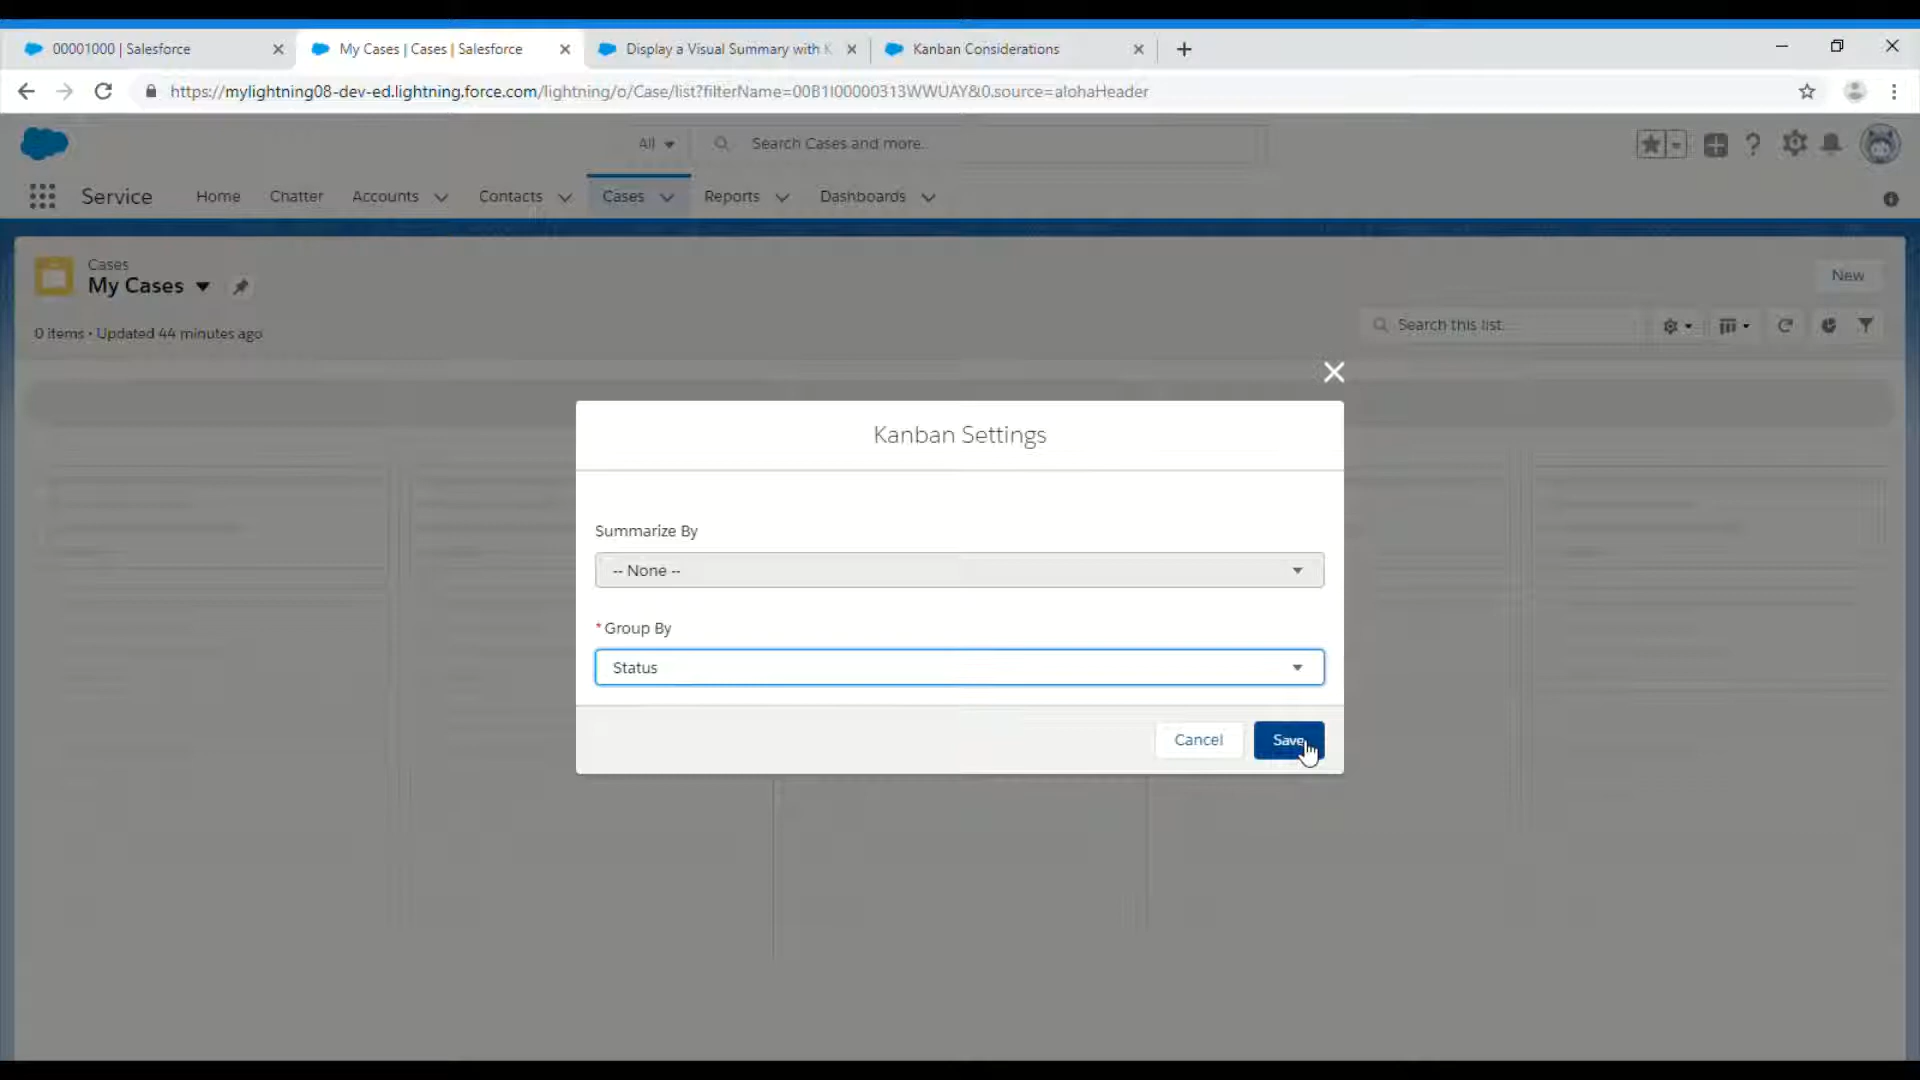 00001000 | Salesforce
My Cases | Cases | Salesforce
Display a Visual Summary with K
Kanban Considerations
https://mylightning08-dev-ed.lightning.force.com/lightning/o/Case/list?filterName=00B1I00000313WWUAY&0.source=alohaHeader
All
Search Cases and more.
Service
Home
Chatter
Accounts
Contacts
Cases
Reports
Dashboards
Cases
My Cases
New
0 items • Updated 44 minutes ago
Search this list...
Kanban Settings
Summarize By
-- None --
* Group By
Status
Cancel
Save